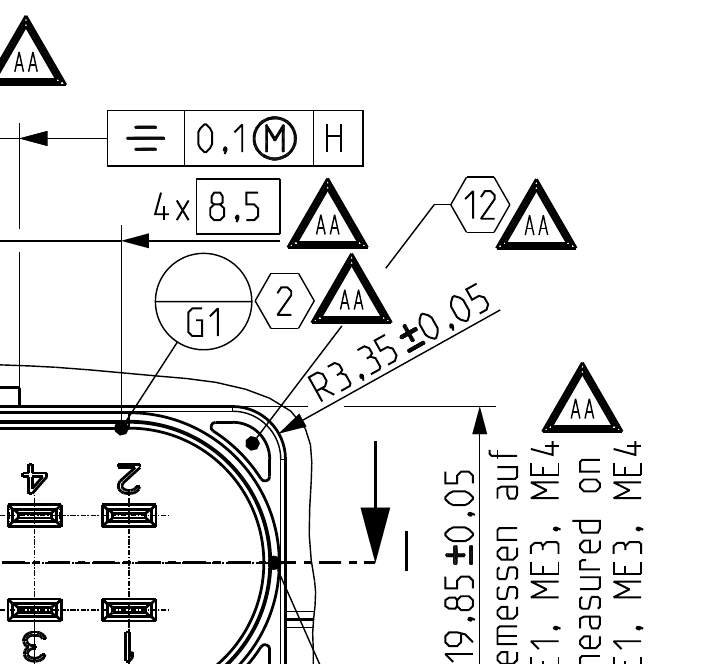 AA
⌯ 0,1 Ⓜ H
4x 8,5 AA
12 AA
G1 2 AA
R3,35±0,05
AA
4 2
3 1
19,85±0,05
emessen auf
E1, ME3, ME4
measured on
E1, ME3, ME4